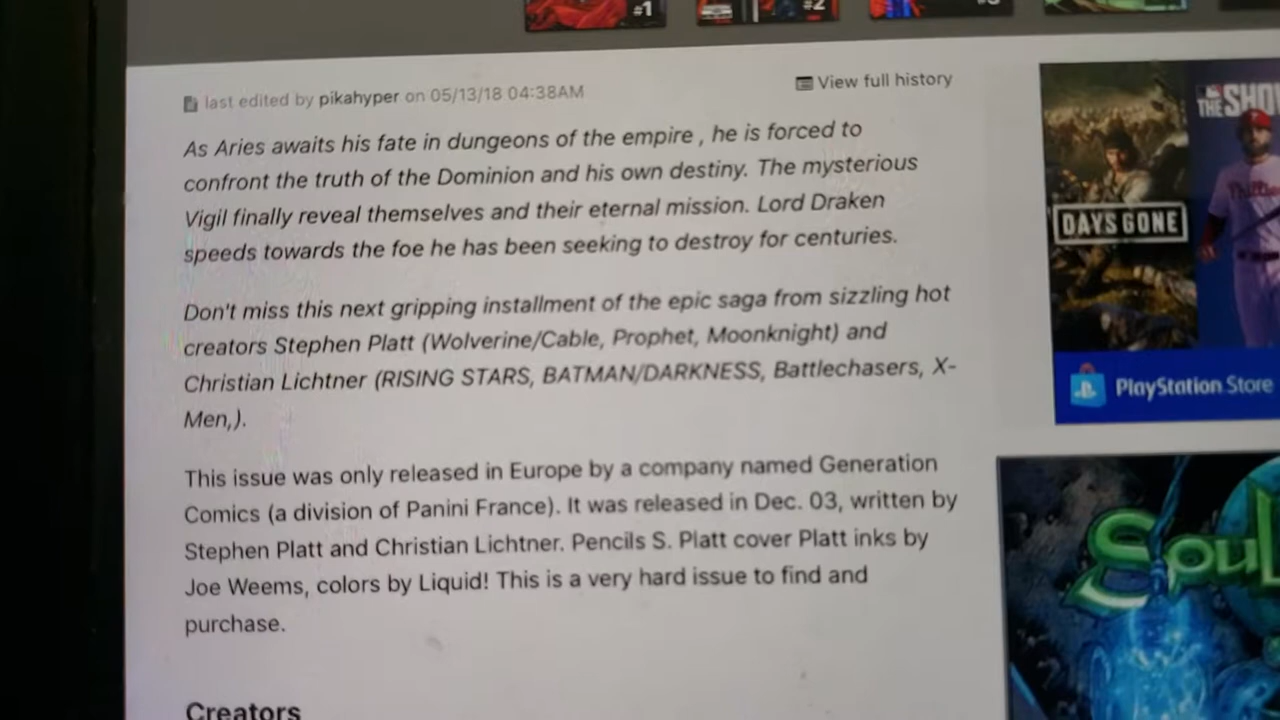 #1
#2
last edited by pikahyper on 05/13/18 04:38AM
View full history
As Aries awaits his fate in dungeons of the empire , he is forced to
confront the truth of the Dominion and his own destiny. The mysterious
Vigil finally reveal themselves and their eternal mission. Lord Draken
speeds towards the foe he has been seeking to destroy for centuries.
Don't miss this next gripping installment of the epic saga from sizzling hot
creators Stephen Platt (Wolverine/Cable, Prophet, Moonknight) and
Christian Lichtner (RISING STARS, BATMAN/DARKNESS, Battlechasers, X-
Men,).
This issue was only released in Europe by a company named Generation
Comics (a division of Panini France). It was released in Dec. 03, written by
Stephen Platt and Christian Lichtner. Pencils S. Platt cover Platt inks by
Joe Weems, colors by Liquid! This is a very hard issue to find and
purchase.
Creators
DAYS GONE
THE SHO
Phillie
PlayStation Store
Soul